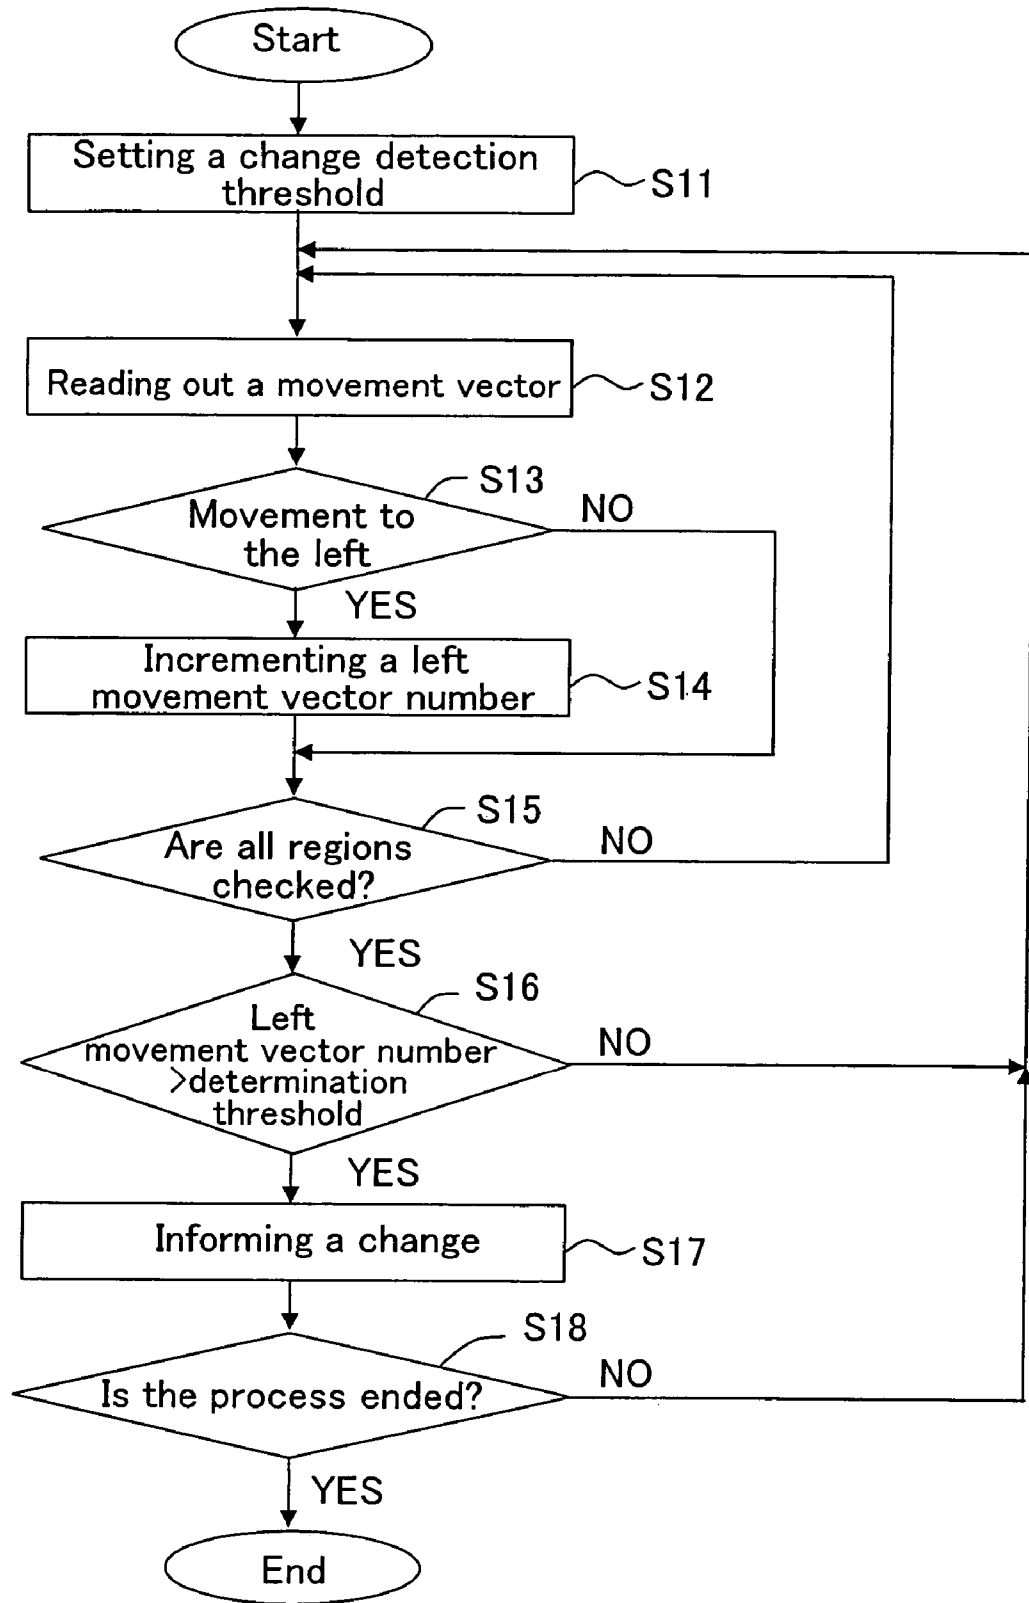 Start
Setting a change detection
threshold
S11
Reading out a movement vector
S12
S13
Movement to
the left
NO
YES
Incrementing a left
movement vector number
S14
S15
Are all regions
checked?
NO
YES
S16
Left
movement vector number
>determination
threshold
NO
YES
Informing a change
S17
S18
Is the process ended?
NO
YES
End